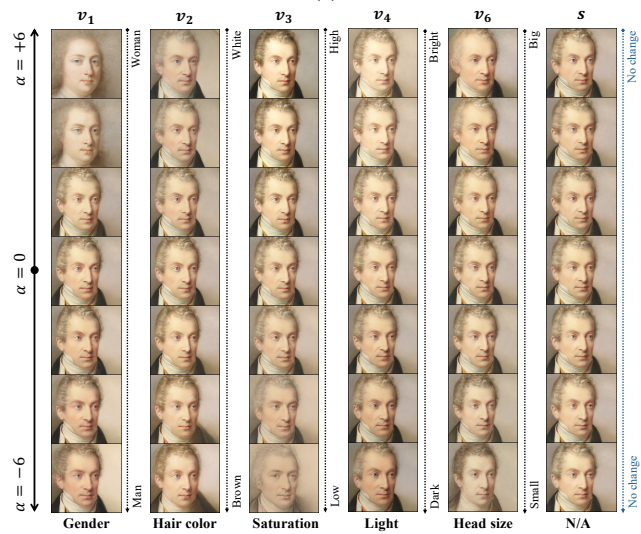 v₁ v₂ v₃ v₄ v₆ s
α = +6
α = 0
α = −6
Woman
Man
White
Brown
High
Low
Bright
Dark
Big
Small
No change
No change
Gender Hair color Saturation Light Head size N/A